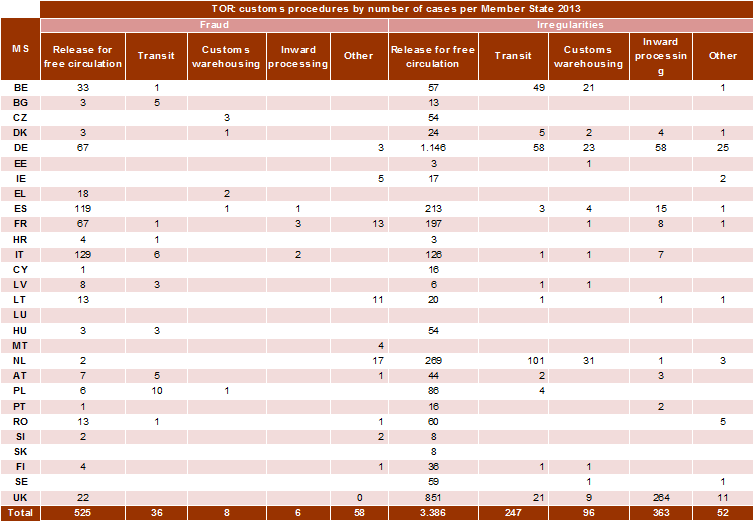 TOR: customs procedures by number of cases per Member State 2013
MS Fraud Irregularities
Release for free circulation Transit Customs warehousing Inward processing Other Release for free circulation Transit Customs warehousing Inward processin g Other
BE 33 1 57 49 21 1
BG 3 5 13
CZ 3 54
DK 3 1 24 5 2 4 1
DE 67 3 1.146 58 23 58 25
EE 3 1
IE 5 17 2
EL 18 2
ES 119 1 1 213 3 4 15 1
FR 67 1 3 13 197 1 8 1
HR 4 1 3
IT 129 6 2 126 1 1 7
CY 1 16
LV 8 3 6 1 1
LT 13 11 20 1 1 1
LU
HU 3 3 54
MT 4
NL 2 17 269 101 31 1 3
AT 7 5 1 44 2 3
PL 6 10 1 86 4
PT 1 16 2
RO 13 1 1 60 5
SI 2 2 8
SK 8
FI 4 1 36 1 1
SE 59 1 1
UK 22 0 851 21 9 264 11
Total 525 36 8 6 58 3.386 247 96 363 52